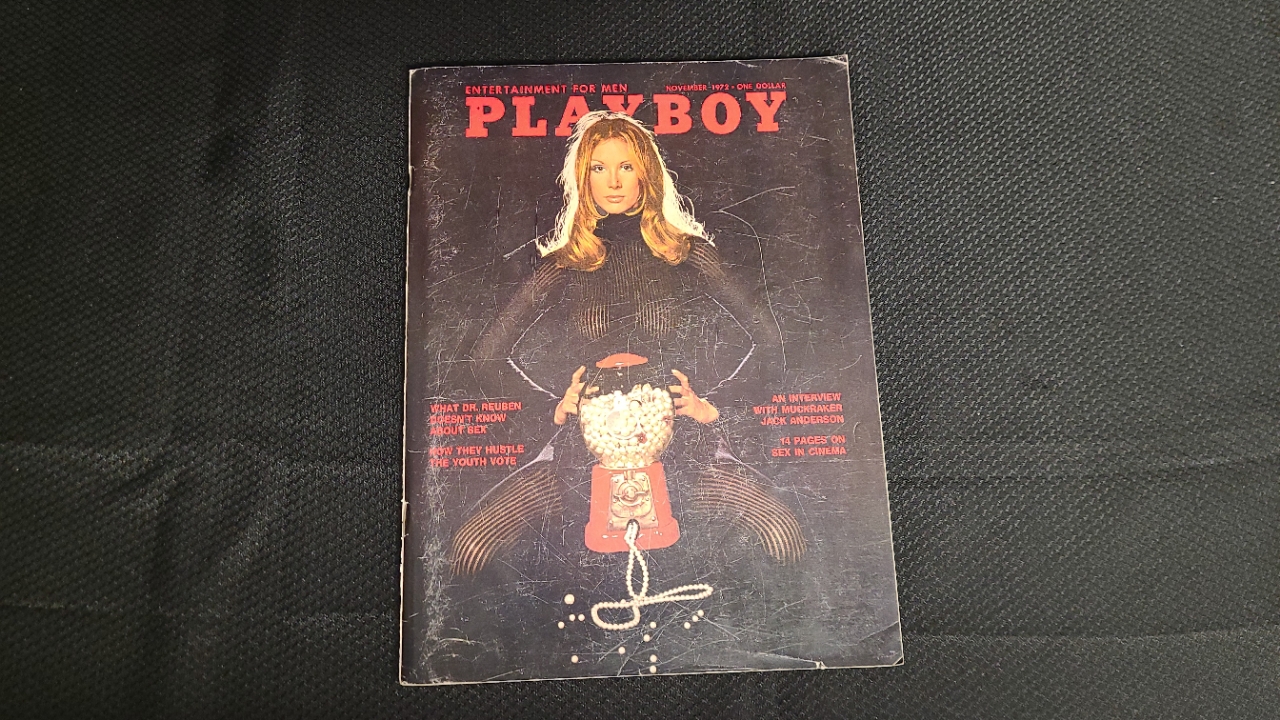 ENTERTAINMENT FOR MEN
NOVEMBER 1972 • ONE DOLLAR
PLAYBOY
WHAT DR. REUBEN
DOESN'T KNOW
ABOUT SEX
HOW THEY HUSTLE
THE YOUTH VOTE
AN INTERVIEW
WITH MUCKRAKER
JACK ANDERSON
14 PAGES ON
SEX IN CINEMA